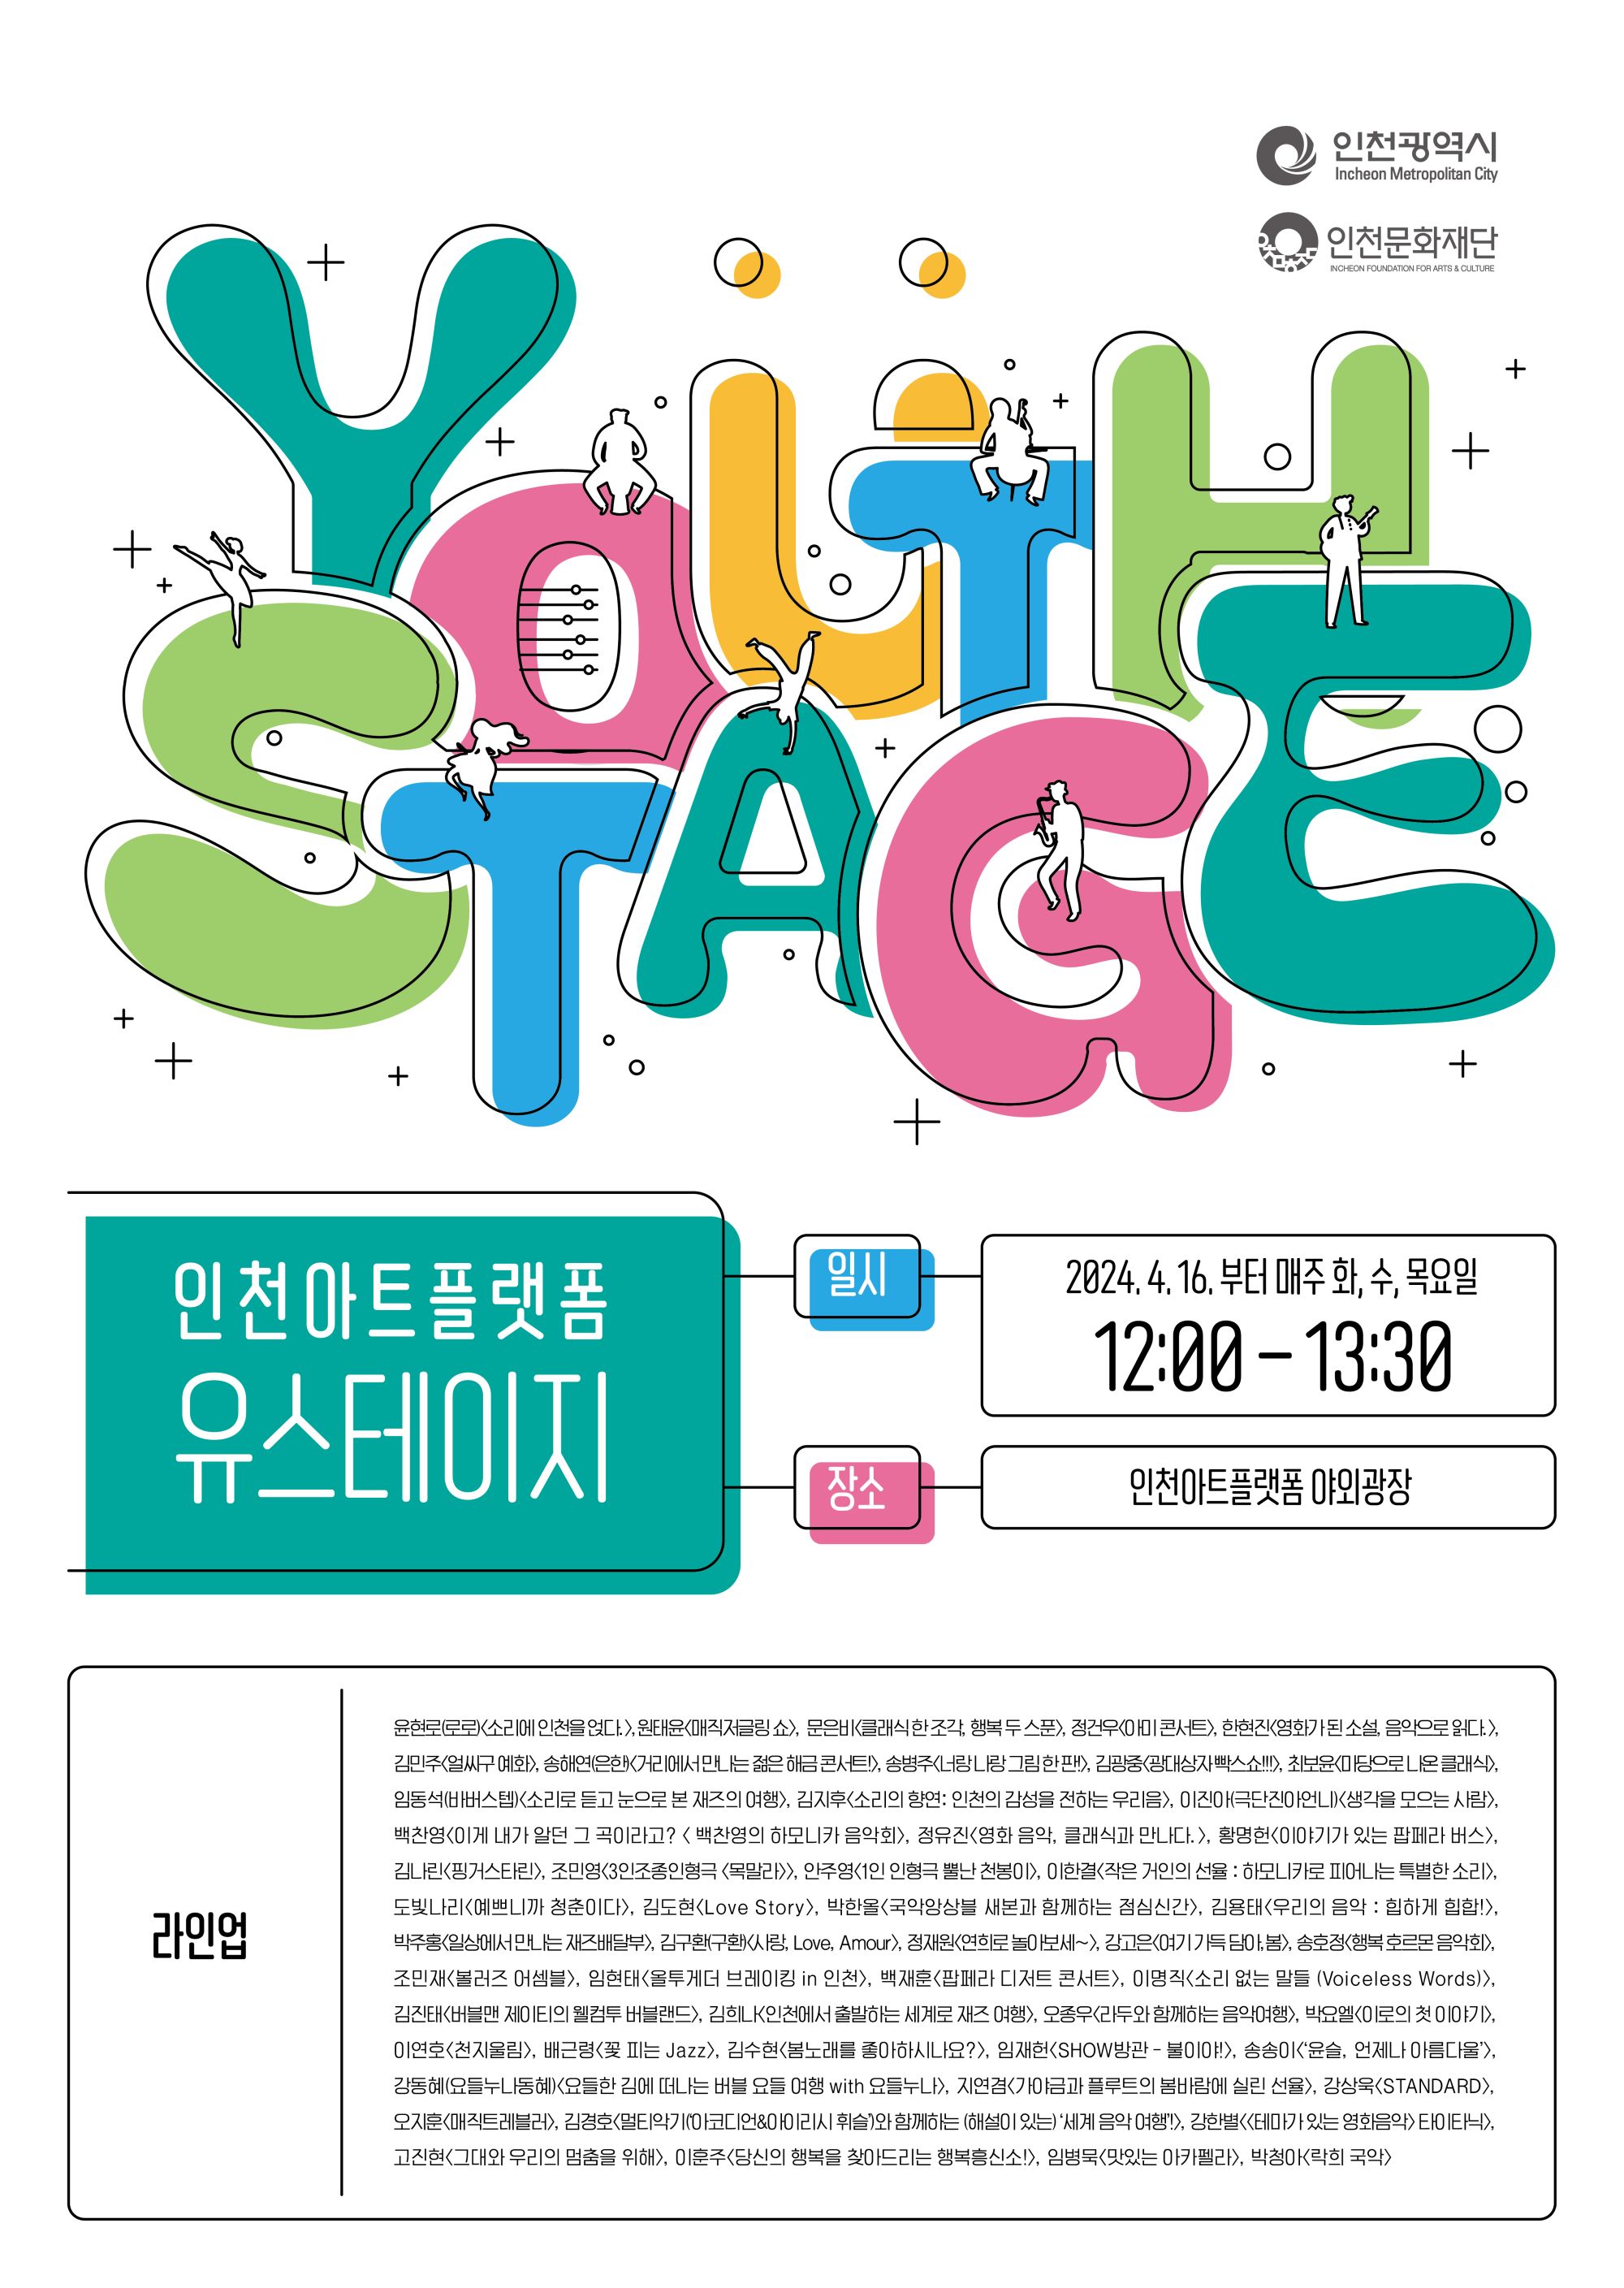 인천광역시
Incheon Metropolitan City
인천문화재단
INCHEON FOUNDATION FOR ARTS & CULTURE
YOUTH
STAGE
인천아트플랫폼
유스테이지
일시
2024. 4. 16. 부터 매주 화, 수, 목요일
12:00 – 13:30
장소
인천아트플랫폼 야외광장
라인업
윤현로(로로)〈소리에 인천을 얹다.〉, 원태윤〈매직저글링 쇼〉, 문은비〈클래식 한 조각, 행복 두 스푼〉, 정건우〈아미 콘서트〉, 한현진〈영화가 된 소설, 음악으로 읽다.〉,
김민주〈얼씨구 예화〉, 송해연(은한)〈거리에서 만나는 젊은 해금 콘서트!〉, 송병주〈너랑 나랑 그림 한 판!〉, 김광중〈광대상자 빡스쇼!!!〉, 최보윤〈마당으로 나온 클래식〉,
임동석(바버스텝)〈소리로 듣고 눈으로 본 재즈의 여행〉, 김지후〈소리의 향연: 인천의 감성을 전하는 우리음〉, 이진아(극단진아언니)〈생각을 모으는 사람〉,
백찬영〈이게 내가 알던 그 곡이라고? 〈 백찬영의 하모니카 음악회〉, 정유진〈영화 음악, 클래식과 만나다.〉, 황명헌〈이야기가 있는 팝페라 버스〉,
김나린〈핑거스타린〉, 조민영〈3인조종인형극 〈목말라〉〉, 안주영〈1인 인형극 뿔난 천봉이〉, 이한결〈작은 거인의 선율 : 하모니카로 피어나는 특별한 소리〉,
도빛나리〈예쁘니까 청춘이다〉, 김도현〈Love Story〉, 박한울〈국악앙상블 새본과 함께하는 점심신간〉, 김용태〈우리의 음악 : 힙하게 힙합!〉,
박주홍〈일상에서 만나는 재즈배달부〉, 김구환(구환)〈사랑, Love, Amour〉, 정재원〈연희로 놀아보세~〉, 강고은〈여기 가득 담아, 봄〉, 송호정〈행복 호르몬 음악회〉,
조민재〈볼러즈 어셈블〉, 임현태〈올투게더 브레이킹 in 인천〉, 백재훈〈팝페라 디저트 콘서트〉, 이명직〈소리 없는 말들 (Voiceless Words)〉,
김진태〈버블맨 제이티의 웰컴투 버블랜드〉, 김희나〈인천에서 출발하는 세계로 재즈 여행〉, 오종우〈라두와 함께하는 음악여행〉, 박요엘〈이로의 첫 이야기〉,
이연호〈천지울림〉, 배근령〈꽃 피는 Jazz〉, 김수현〈봄노래를 좋아하시나요?〉, 임재헌〈SHOW방관 - 불이야!〉, 송송이〈‘윤슬, 언제나 아름다울’〉,
강동혜(요들누나동혜)〈요들한 김에 떠나는 버블 요들 여행 with 요들누나〉, 지연겸〈가야금과 플루트의 봄바람에 실린 선율〉, 강상욱〈STANDARD〉,
오지훈〈매직트레블러〉, 김경호〈멀티악기(‘아코디언&아이리시 휘슬’)와 함께하는 (해설이 있는) ‘세계 음악 여행’!〉, 강한별〈〈테마가 있는 영화음악〉 타이타닉〉,
고진현〈그대와 우리의 멈춤을 위해〉, 이훈주〈당신의 행복을 찾아드리는 행복흥신소!〉, 임병묵〈맛있는 아카펠라〉, 박청아〈락희 국악〉